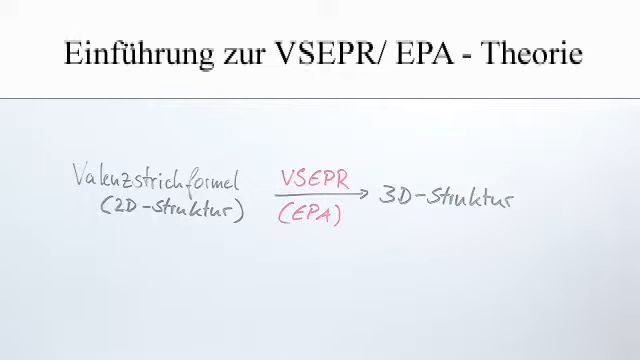 Einführung zur VSEPR/ EPA - Theorie
Valenzstrichformel
(2D-Struktur)
VSEPR
(EPA)
3D-Struktur